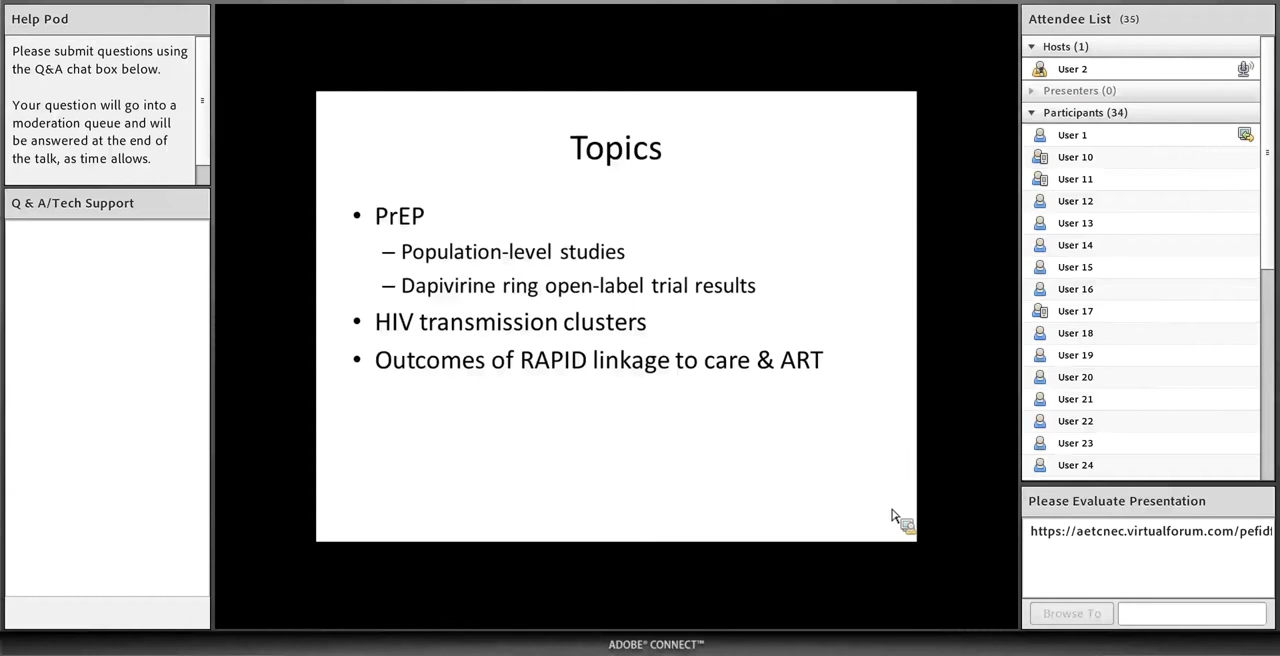 Help Pod
Please submit questions using
the Q&A chat box below.
Your question will go into a
moderation queue and will
be answered at the end of
the talk, as time allows.
Q & A/Tech Support
Topics
• PrEP
– Population-level studies
– Dapivirine ring open-label trial results
• HIV transmission clusters
• Outcomes of RAPID linkage to care & ART
Attendee List (35)
Hosts (1)
User 2
Presenters (0)
Participants (34)
User 1
User 10
User 11
User 12
User 13
User 14
User 15
User 16
User 17
User 18
User 19
User 20
User 21
User 22
User 23
User 24
Please Evaluate Presentation
https://aetcnec.virtualforum.com/pefidf
Browse To
ADOBE® CONNECT™